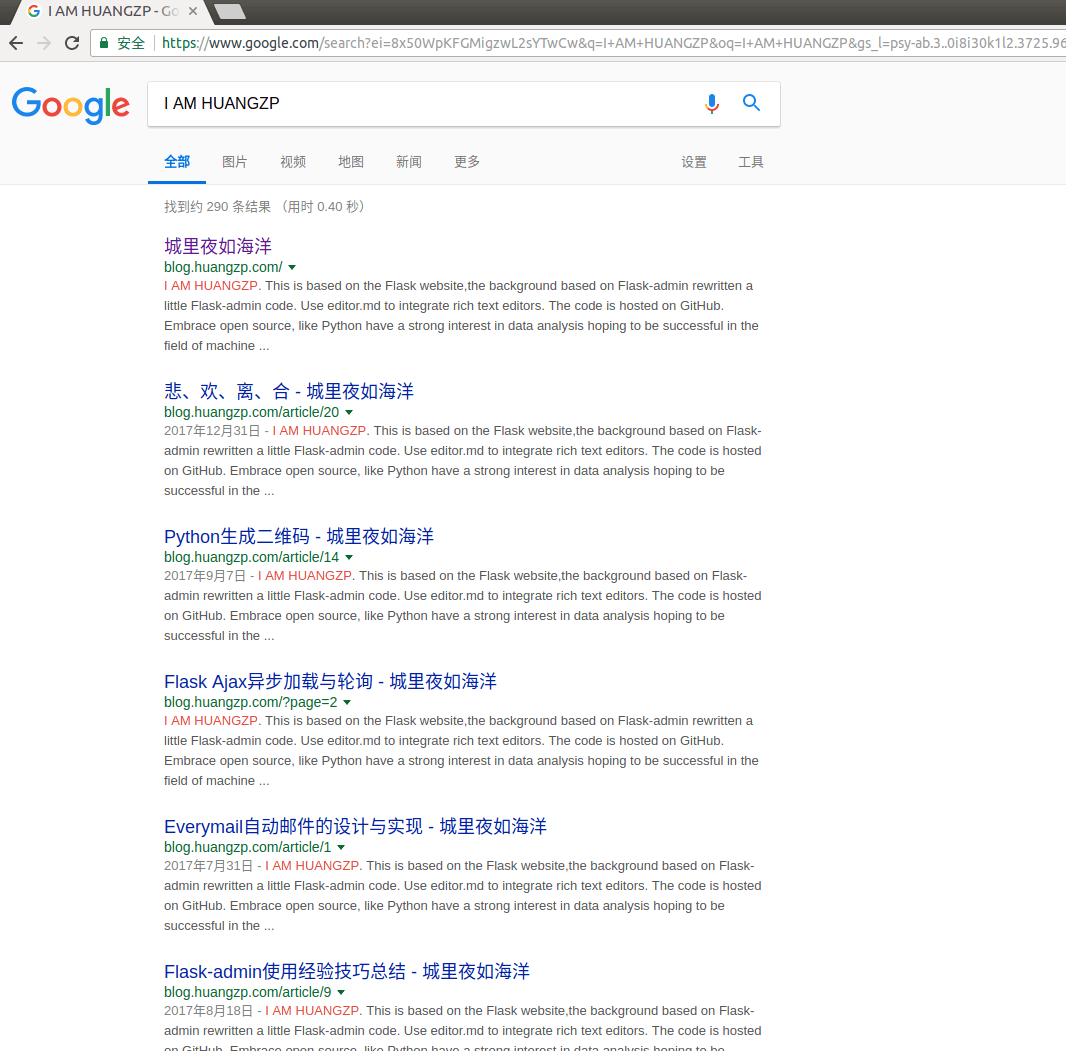 I AM HUANGZP - Go
安全 https://www.google.com/search?ei=8x50WpKFGMigzwL2sYTwCw&q=I+AM+HUANGZP&oq=I+AM+HUANGZP&gs_l=psy-ab.3..0i8i30k1l2.3725.96
Google
I AM HUANGZP
全部 图片 视频 地图 新闻 更多 设置 工具
找到约 290 条结果 （用时 0.40 秒）
城里夜如海洋
blog.huangzp.com/
I AM HUANGZP. This is based on the Flask website,the background based on Flask-admin rewritten a
little Flask-admin code. Use editor.md to integrate rich text editors. The code is hosted on GitHub.
Embrace open source, like Python have a strong interest in data analysis hoping to be successful in the
field of machine ...
悲、欢、离、合 - 城里夜如海洋
blog.huangzp.com/article/20
2017年12月31日 - I AM HUANGZP. This is based on the Flask website,the background based on Flask-
admin rewritten a little Flask-admin code. Use editor.md to integrate rich text editors. The code is hosted
on GitHub. Embrace open source, like Python have a strong interest in data analysis hoping to be
successful in the ...
Python生成二维码 - 城里夜如海洋
blog.huangzp.com/article/14
2017年9月7日 - I AM HUANGZP. This is based on the Flask website,the background based on Flask-
admin rewritten a little Flask-admin code. Use editor.md to integrate rich text editors. The code is hosted
on GitHub. Embrace open source, like Python have a strong interest in data analysis hoping to be
successful in the ...
Flask Ajax异步加载与轮询 - 城里夜如海洋
blog.huangzp.com/?page=2
I AM HUANGZP. This is based on the Flask website,the background based on Flask-admin rewritten a
little Flask-admin code. Use editor.md to integrate rich text editors. The code is hosted on GitHub.
Embrace open source, like Python have a strong interest in data analysis hoping to be successful in the
field of machine ...
Everymail自动邮件的设计与实现 - 城里夜如海洋
blog.huangzp.com/article/1
2017年7月31日 - I AM HUANGZP. This is based on the Flask website,the background based on Flask-
admin rewritten a little Flask-admin code. Use editor.md to integrate rich text editors. The code is hosted
on GitHub. Embrace open source, like Python have a strong interest in data analysis hoping to be
successful in the ...
Flask-admin使用经验技巧总结 - 城里夜如海洋
blog.huangzp.com/article/9
2017年8月18日 - I AM HUANGZP. This is based on the Flask website,the background based on Flask-
admin rewritten a little Flask-admin code. Use editor.md to integrate rich text editors. The code is hosted
on GitHub. Embrace open source, like Python have a strong interest in data analysis hoping to be